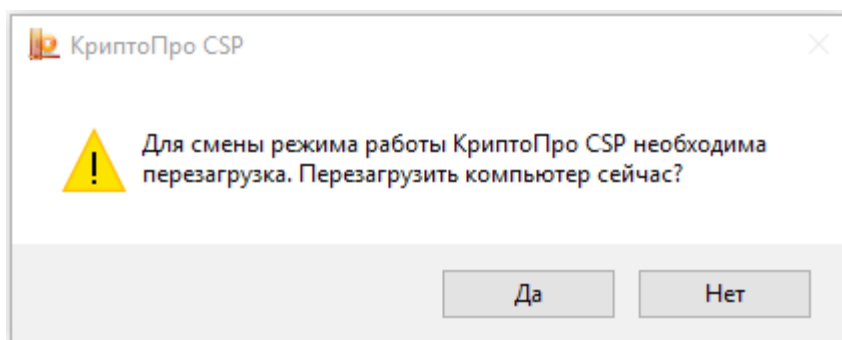 КриптоПро CSP
Для смены режима работы КриптоПро CSP необходима
перезагрузка. Перезагрузить компьютер сейчас?
Да
Нет